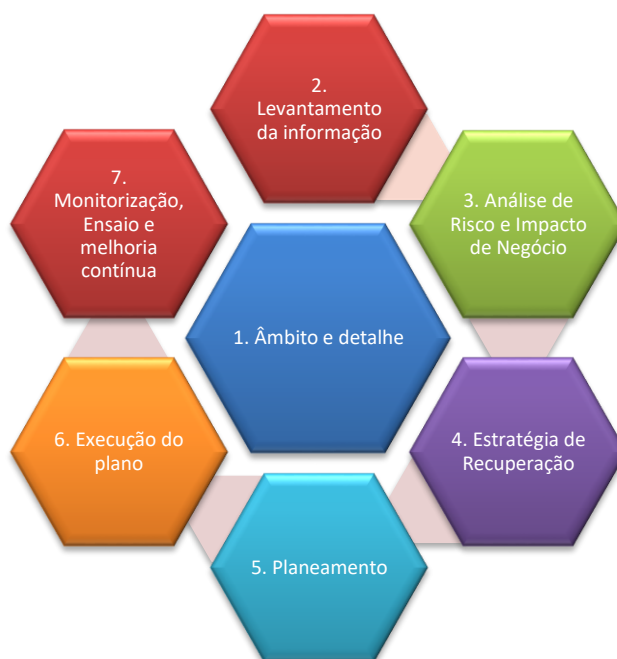 1. Âmbito e detalhe
2.
Levantamento
da informação
3. Análise de
Risco e Impacto
de Negócio
4. Estratégia de
Recuperação
5. Planeamento
6. Execução do
plano
7.
Monitorização,
Ensaio e
melhoria
contínua